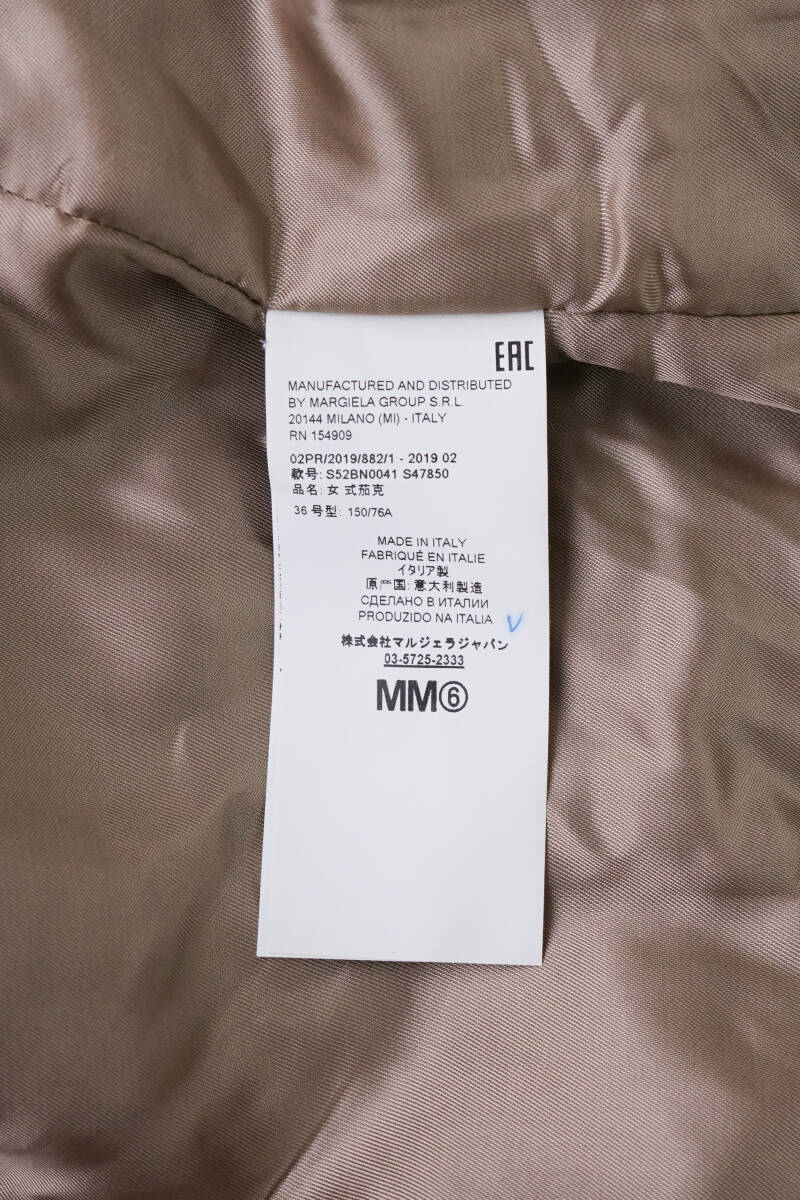 EAC
MANUFACTURED AND DISTRIBUTED
BY MARGIELA GROUP S.R.L.
20144 MILANO (MI) - ITALY
RN 154909
02PR/2019/882/1 - 2019 02
款号: S52BN0041 S47850
品名: 女 式茄克
36 号型: 150/76A
MADE IN ITALY
FABRIQUÉ EN ITALIE
イタリア製
原产国: 意大利製造
СДЕЛАНО В ИТАЛИИ
PRODUZIDO NA ITALIA V
株式会社マルジェラジャパン
03-5725-2333
MM⑥